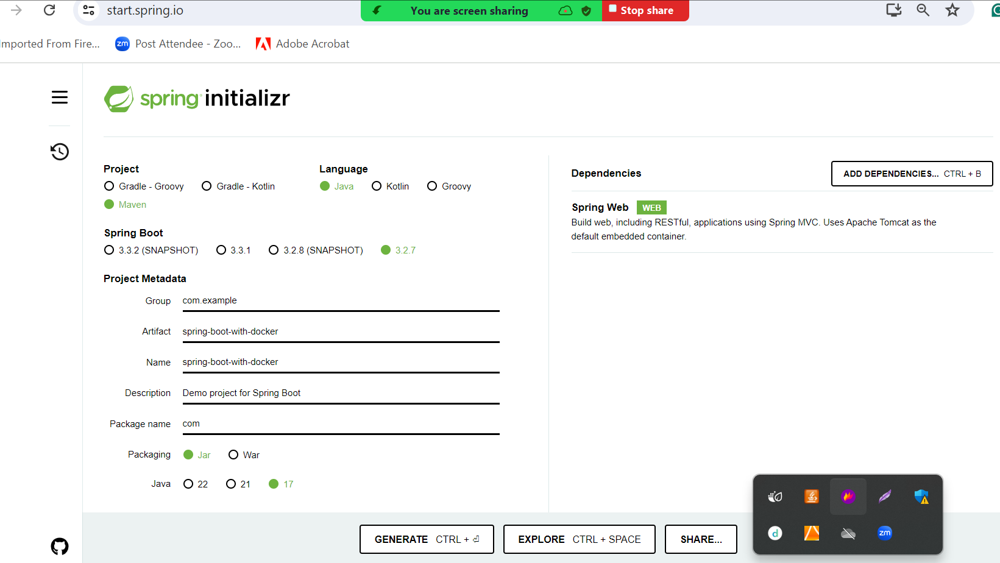 start.spring.io
You are screen sharing
Stop share
mported From Fire...
zm Post Attendee - Zoo...
Adobe Acrobat
spring initializr
Project
Gradle - Groovy
Gradle - Kotlin
Maven
Language
Java
Kotlin
Groovy
Spring Boot
3.3.2 (SNAPSHOT)
3.3.1
3.2.8 (SNAPSHOT)
3.2.7
Project Metadata
Group com.example
Artifact spring-boot-with-docker
Name spring-boot-with-docker
Description Demo project for Spring Boot
Package name com
Packaging Jar War
Java 22 21 17
Dependencies
ADD DEPENDENCIES... CTRL + B
Spring Web WEB
Build web, including RESTful, applications using Spring MVC. Uses Apache Tomcat as the
default embedded container.
GENERATE CTRL + ⏎
EXPLORE CTRL + SPACE
SHARE...
d
zm